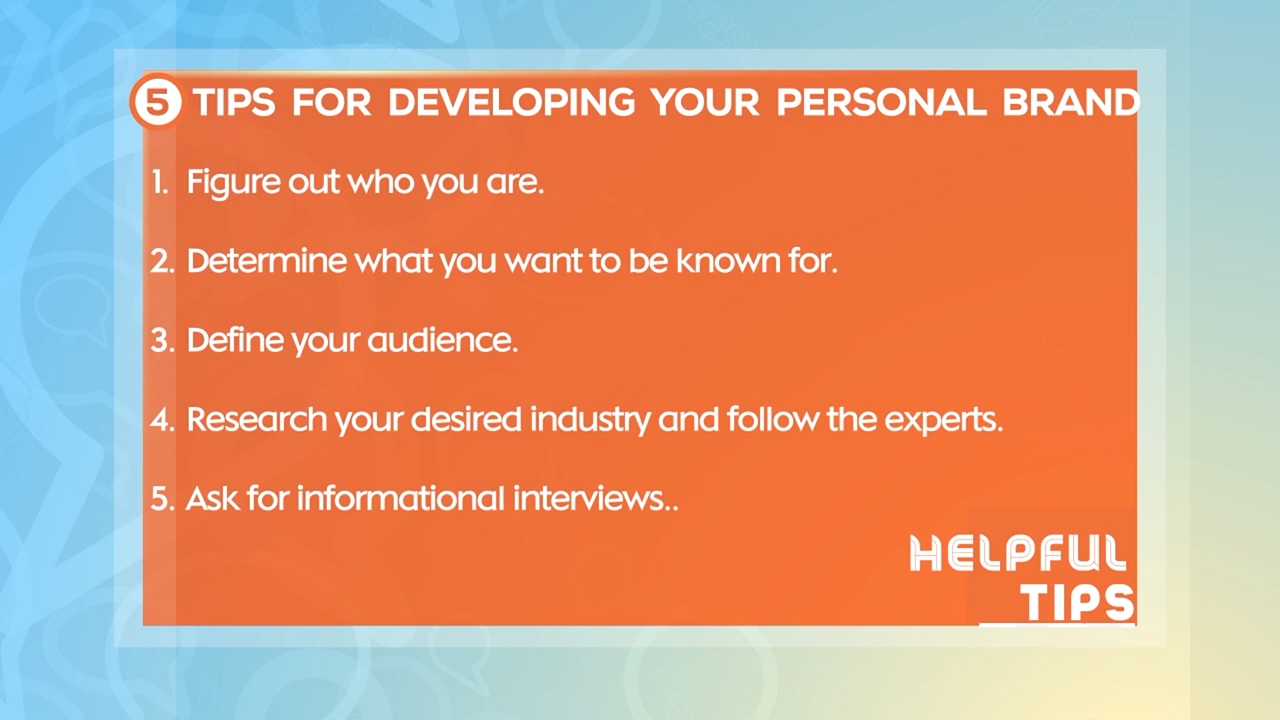 5 TIPS FOR DEVELOPING YOUR PERSONAL BRAND
1. Figure out who you are.
2. Determine what you want to be known for.
3. Define your audience.
4. Research your desired industry and follow the experts.
5. Ask for informational interviews..
HELPFUL
TIPS